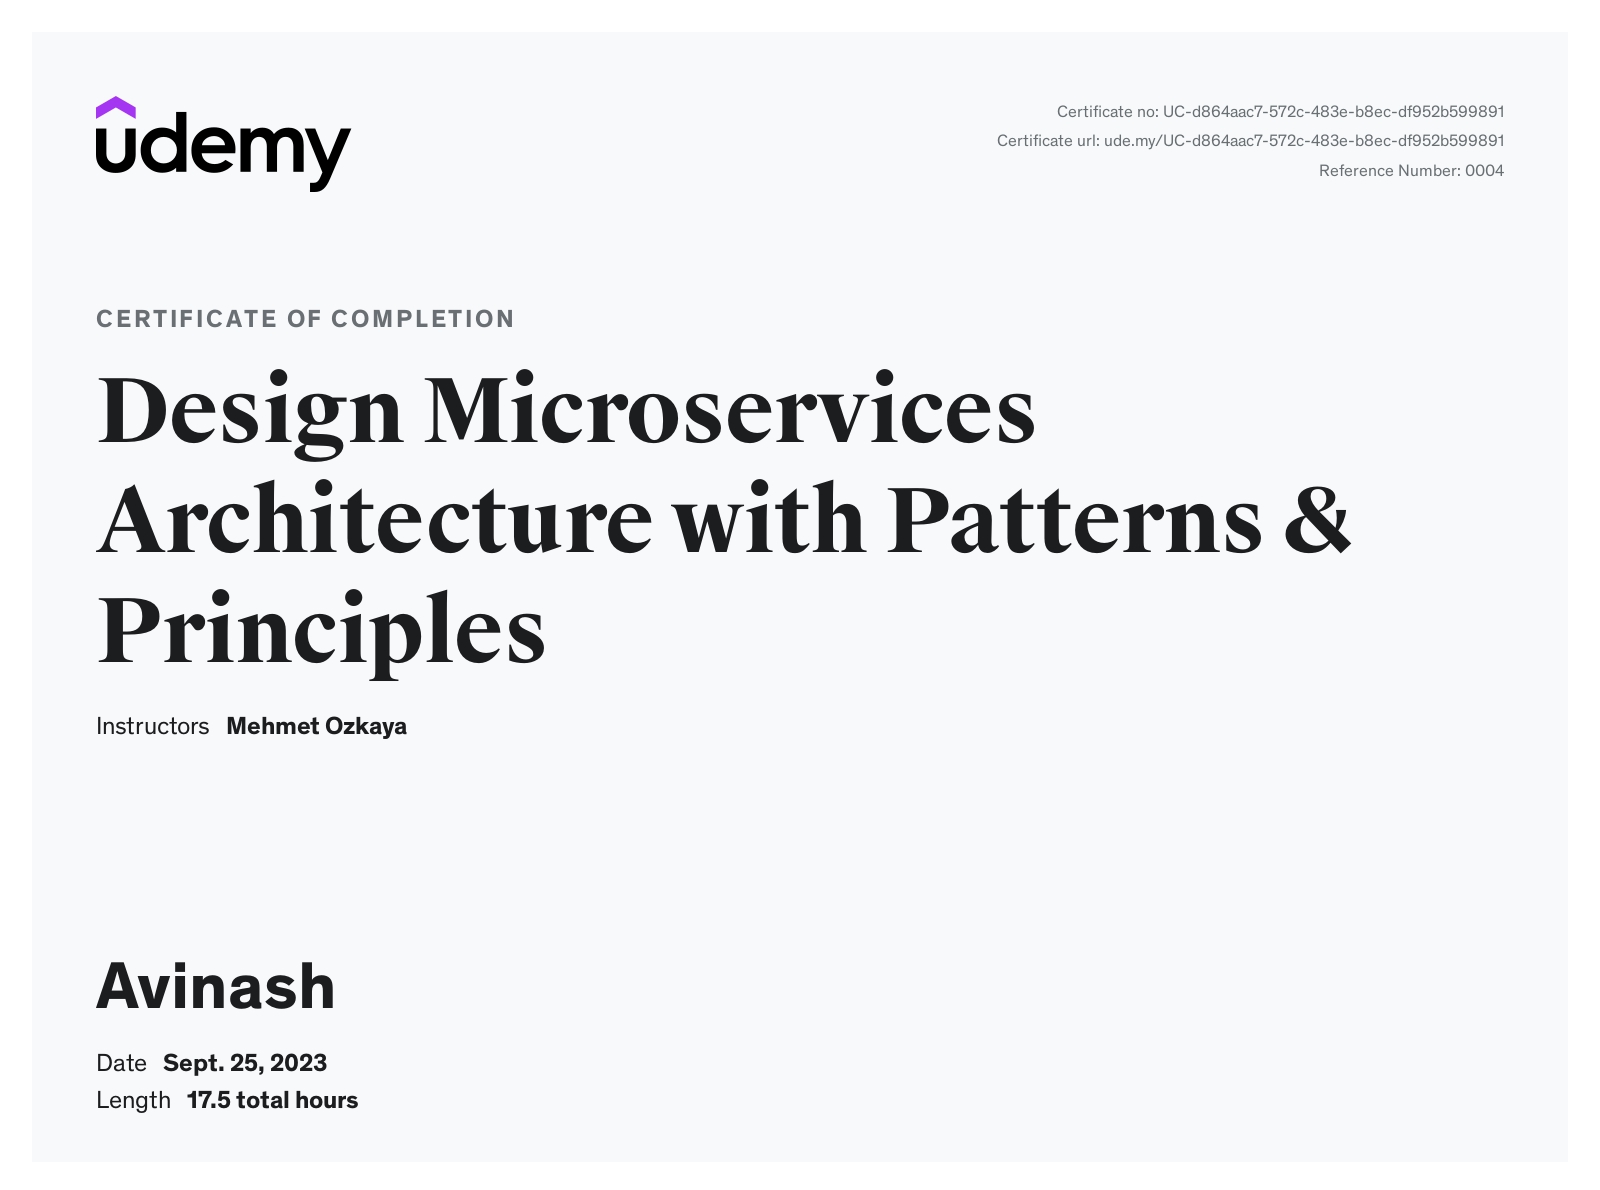 udemy
Certificate no: UC-d864aac7-572c-483e-b8ec-df952b599891
Certificate url: ude.my/UC-d864aac7-572c-483e-b8ec-df952b599891
Reference Number: 0004
CERTIFICATE OF COMPLETION
Design Microservices
Architecture with Patterns &
Principles
Instructors Mehmet Ozkaya
Avinash
Date Sept. 25, 2023
Length 17.5 total hours